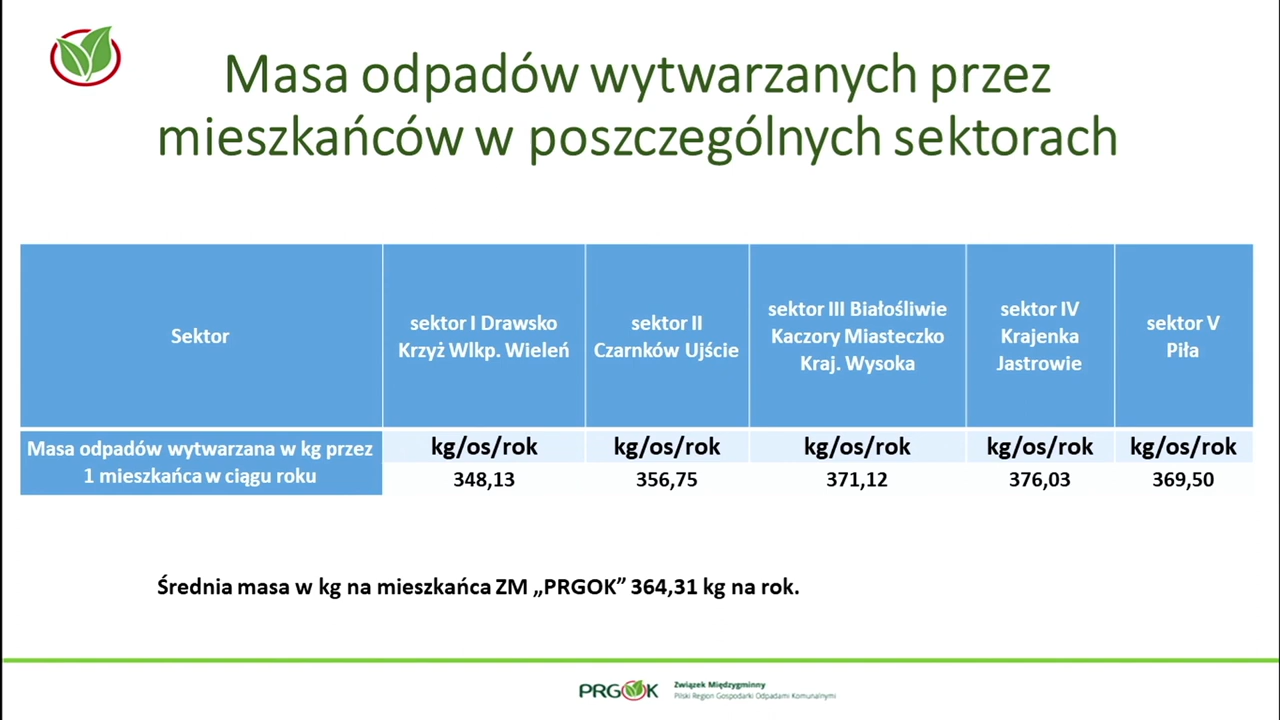 Masa odpadów wytwarzanych przez
mieszkańców w poszczególnych sektorach
Sektor
sektor I Drawsko
Krzyż Wlkp. Wieleń
sektor II
Czarnków Ujście
sektor III Białośliwie
Kaczory Miasteczko
Kraj. Wysoka
sektor IV
Krajenka
Jastrowie
sektor V
Piła
Masa odpadów wytwarzana w kg przez
1 mieszkańca w ciągu roku
kg/os/rok kg/os/rok kg/os/rok kg/os/rok kg/os/rok
348,13 356,75 371,12 376,03 369,50
Średnia masa w kg na mieszkańca ZM „PRGOK” 364,31 kg na rok.
PRGOK
Związek Międzygminny
Pilski Region Gospodarki Odpadami Komunalnymi